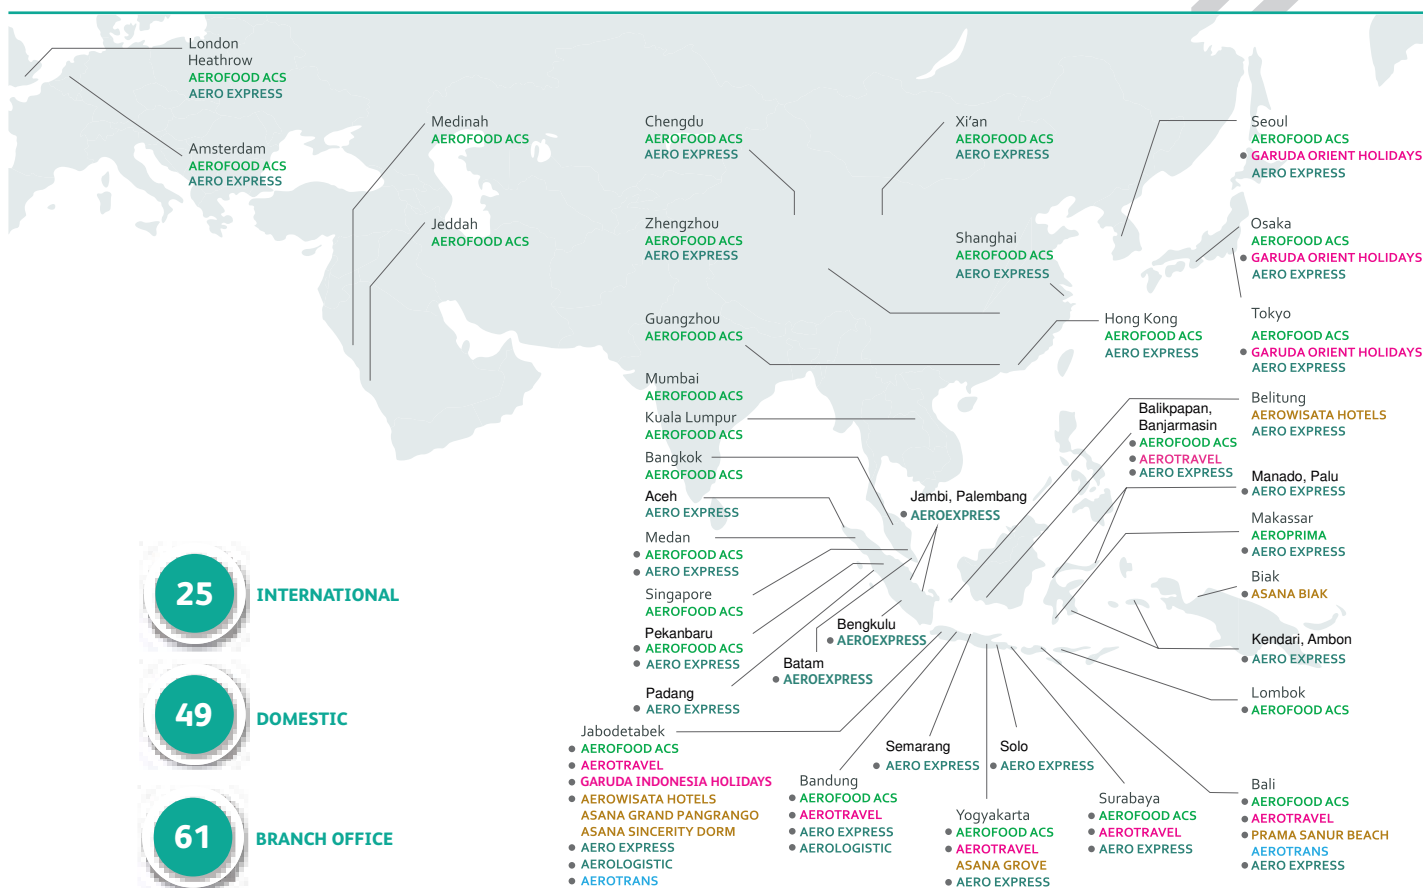 London
Heathrow
AEROFOOD ACS
AERO EXPRESS
Amsterdam
AEROFOOD ACS
AERO EXPRESS
Medinah
AEROFOOD ACS
Jeddah
AEROFOOD ACS
Chengdu
AEROFOOD ACS
AERO EXPRESS
Zhengzhou
AEROFOOD ACS
AERO EXPRESS
Guangzhou
AEROFOOD ACS
Mumbai
AEROFOOD ACS
Kuala Lumpur
AEROFOOD ACS
Bangkok
AEROFOOD ACS
Aceh
AERO EXPRESS
Medan
AEROFOOD ACS
AERO EXPRESS
Singapore
AEROFOOD ACS
Pekanbaru
AEROFOOD ACS
AERO EXPRESS
Padang
AERO EXPRESS
Xi'an
AEROFOOD ACS
AERO EXPRESS
Shanghai
AEROFOOD ACS
AERO EXPRESS
Hong Kong
AEROFOOD ACS
AERO EXPRESS
Seoul
AEROFOOD ACS
GARUDA ORIENT HOLIDAYS
AERO EXPRESS
Osaka
AEROFOOD ACS
GARUDA ORIENT HOLIDAYS
AERO EXPRESS
Tokyo
AEROFOOD ACS
GARUDA ORIENT HOLIDAYS
AERO EXPRESS
Belitung
AEROWISATA HOTELS
AERO EXPRESS
Balikpapan,
Banjarmasin
AEROFOOD ACS
AEROTRAVEL
AERO EXPRESS
Manado, Palu
AERO EXPRESS
Makassar
AEROPRIMA
AERO EXPRESS
Biak
ASANA BIAK
Kendari, Ambon
AERO EXPRESS
Lombok
AEROFOOD ACS
Jambi, Palembang
AEROEXPRESS
Bengkulu
AEROEXPRESS
Batam
AEROEXPRESS
Jabodetabek
AEROFOOD ACS
AEROTRAVEL
GARUDA INDONESIA HOLIDAYS
AEROWISATA HOTELS
ASANA GRAND PANGRANGO
ASANA SINCERITY DORM
AERO EXPRESS
AEROLOGISTIC
AEROTRANS
Bandung
AEROFOOD ACS
AEROTRAVEL
AERO EXPRESS
AEROLOGISTIC
Semarang
AERO EXPRESS
Solo
AERO EXPRESS
Yogyakarta
AEROFOOD ACS
AEROTRAVEL
ASANA GROVE
AERO EXPRESS
Surabaya
AEROFOOD ACS
AEROTRAVEL
AERO EXPRESS
Bali
AEROFOOD ACS
AEROTRAVEL
PRAMA SANUR BEACH
AEROTRANS
AERO EXPRESS
25 INTERNATIONAL
49 DOMESTIC
61 BRANCH OFFICE